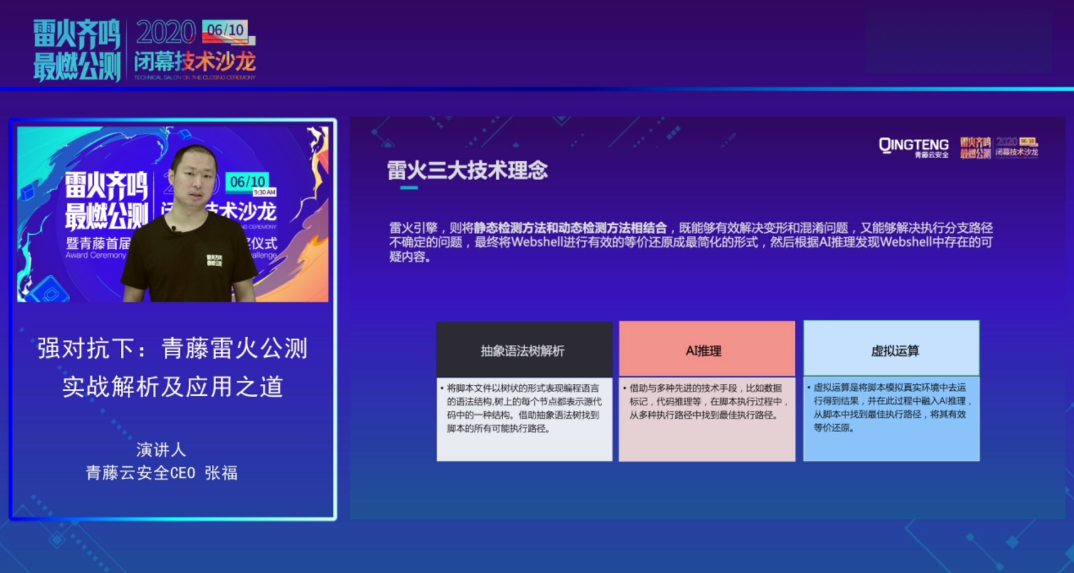 雷火齐鸣
最燃公测
2020 06/10
闭幕技术沙龙
TECHNICAL SALON ON THE CLOSING CEREMONY
雷火齐鸣
最燃公测
06/10
9:30 AM
闭幕技术沙龙
暨青藤首届
奖仪式
Award Ceremony
强对抗下：青藤雷火公测
实战解析及应用之道
演讲人
青藤云安全CEO 张福
QINGTENG
青藤云安全
雷火齐鸣
最燃公测
2020
闭幕技术沙龙
雷火三大技术理念
雷火引擎，则将静态检测方法和动态检测方法相结合，既能够有效解决变形和混淆问题，又能够解决执行分支路径
不确定的问题，最终将Webshell进行有效的等价还原成最简化的形式，然后根据AI推理发现Webshell中存在的可
疑内容。
抽象语法树解析
• 将脚本文件以树状的形式表现编程语言
的语法结构,树上的每个节点都表示源代
码中的一种结构。借助抽象语法树找到
脚本的所有可能执行路径。
AI推理
• 借助与多种先进的技术手段，比如数据
标记，代码推理等，在脚本执行过程中，
从多种执行路径中找到最佳执行路径。
虚拟运算
• 虚拟运算是将脚本模拟真实环境中去运
行得到结果，并在此过程中融入AI推理，
从脚本中找到最佳执行路径，将其有效
等价还原。